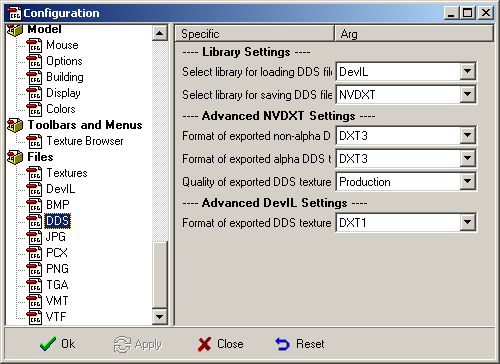 Configuration
Model
Mouse
Options
Building
Display
Colors
Toolbars and Menus
Texture Browser
Files
Textures
DevIL
BMP
DDS
JPG
PCX
PNG
TGA
VMT
VTF
Specific Arg
---- Library Settings ----
Select library for loading DDS file DevIL
Select library for saving DDS file NVDXT
---- Advanced NVDXT Settings ----
Format of exported non-alpha D DXT3
Format of exported alpha DDS t DXT3
Quality of exported DDS texture Production
---- Advanced DevIL Settings ----
Format of exported DDS texture DXT1
Ok Apply Close Reset